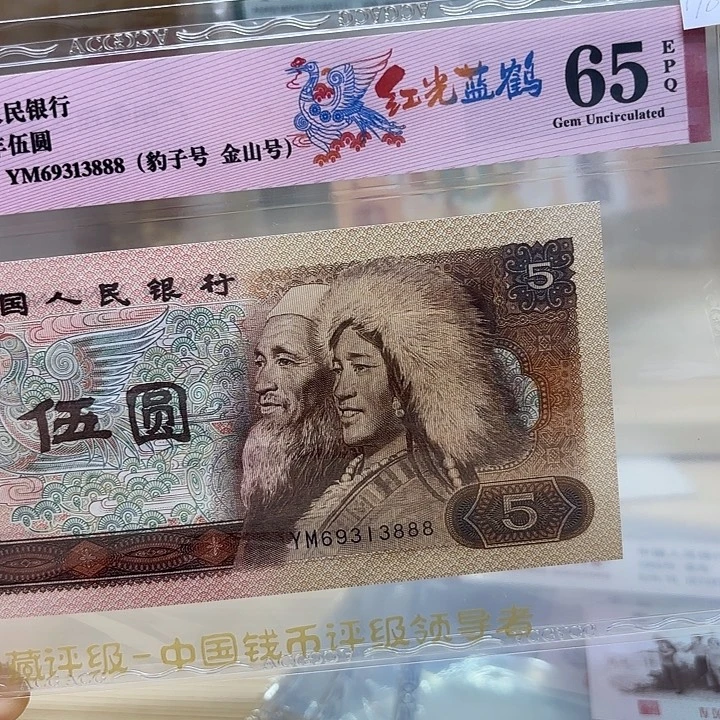 ACCGA ACCGA
民银行
伍圆
YM69313888（豹子号 金山号）
红光蓝鹤
65
EPQ
Gem Uncirculated
国人民银行
5
伍圆
5
YM69313888
藏评级-中国钱币评级领导者